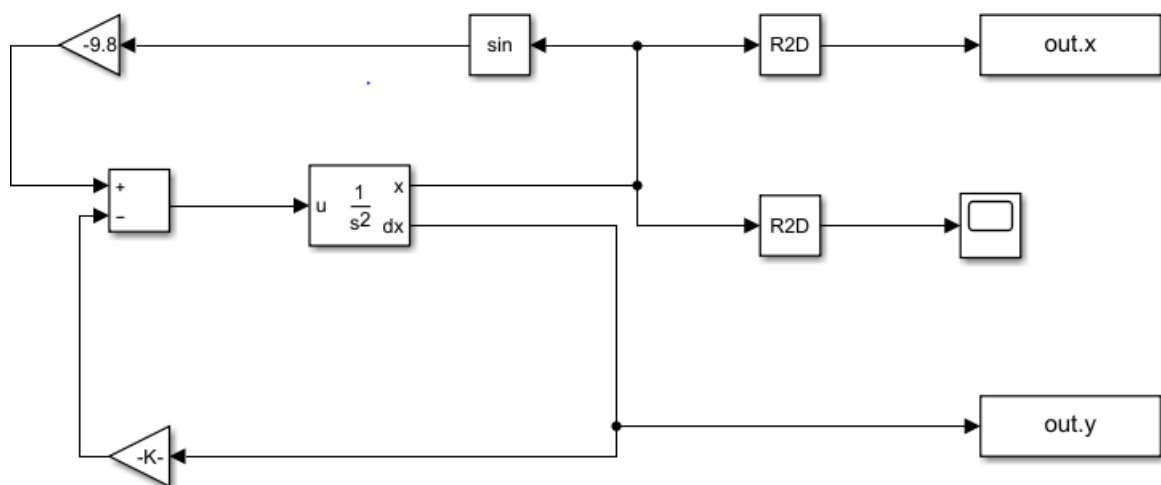 -9.8
sin
R2D
out.x
+
−
u
1
s2
x
dx
R2D
out.y
-K-